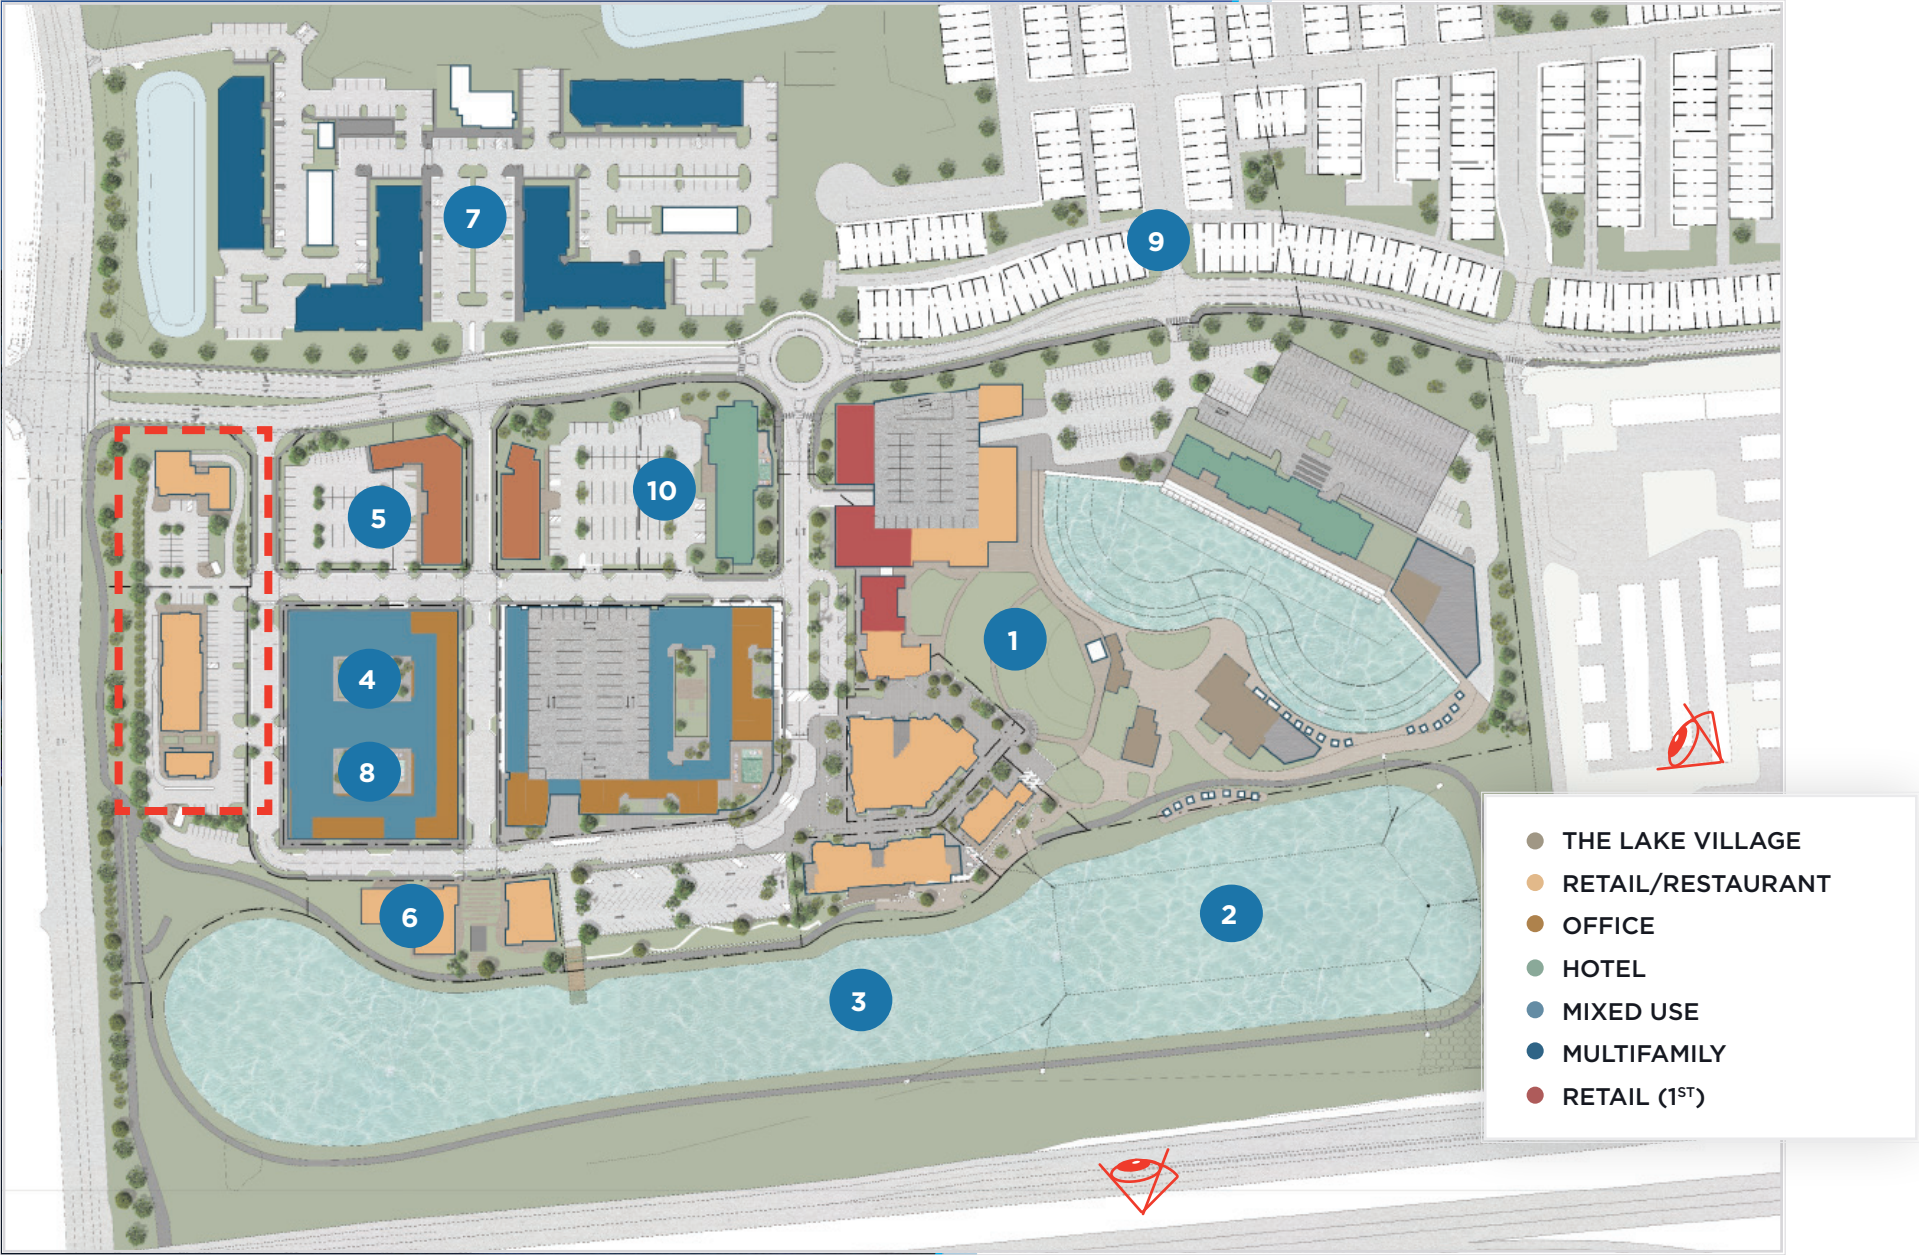 7
9
10
5
1
4
8
6
2
3
THE LAKE VILLAGE
RETAIL/RESTAURANT
OFFICE
HOTEL
MIXED USE
MULTIFAMILY
RETAIL (1ST)